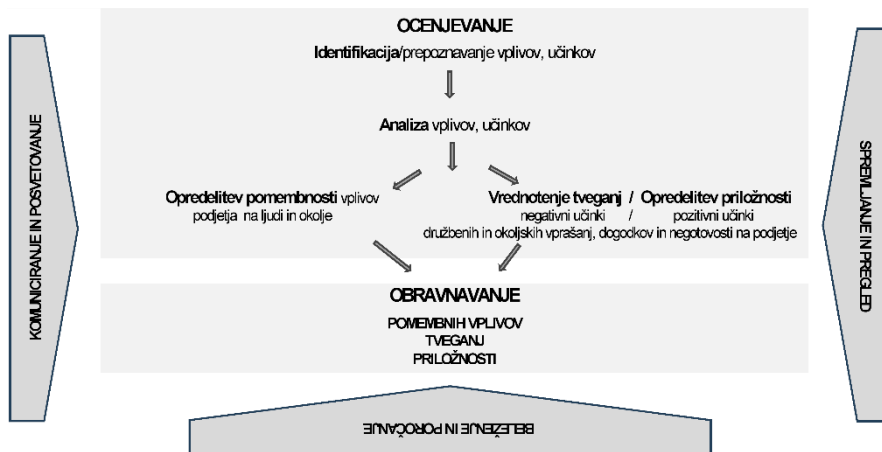 OCENJEVANJE
Identifikacija/prepoznavanje vplivov, učinkov
Analiza vplivov, učinkov
Opredelitev pomembnosti vplivov
podjetja na ljudi in okolje
Vrednotenje tveganj / Opredelitev priložnosti
negativni učinki / pozitivni učinki
družbenih in okoljskih vprašanj, dogodkov in negotovosti na podjetje
OBRAVNAVANJE
POMEMBNIH VPLIVOV
TVEGANJ
PRILOŽNOSTI
KOMUNICIRANJE IN POSVETOVANJE
SPREMLJANJE IN PREGLED
BELEŽENJE IN POROČANJE